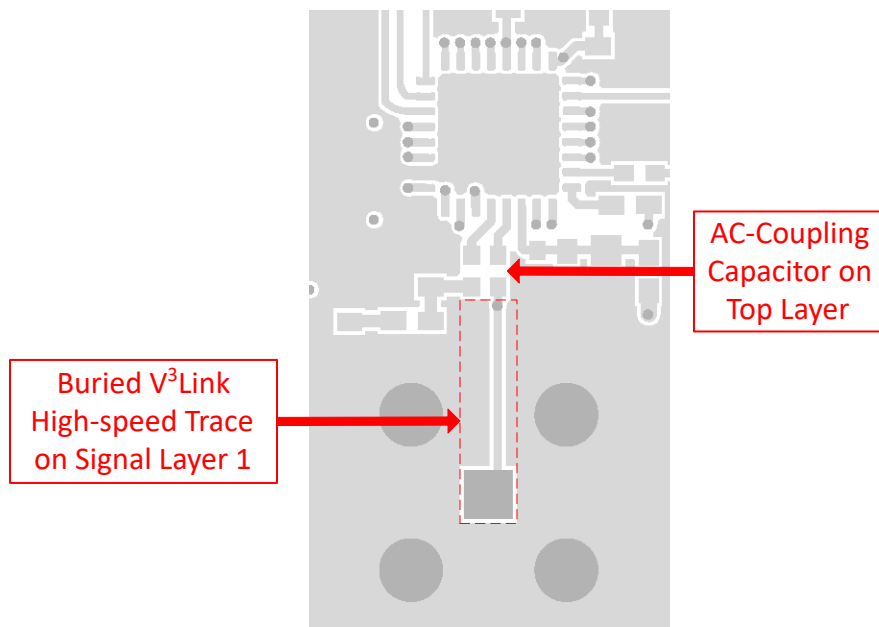 AC-Coupling
Capacitor on
Top Layer
Buried V³Link
High-speed Trace
on Signal Layer 1